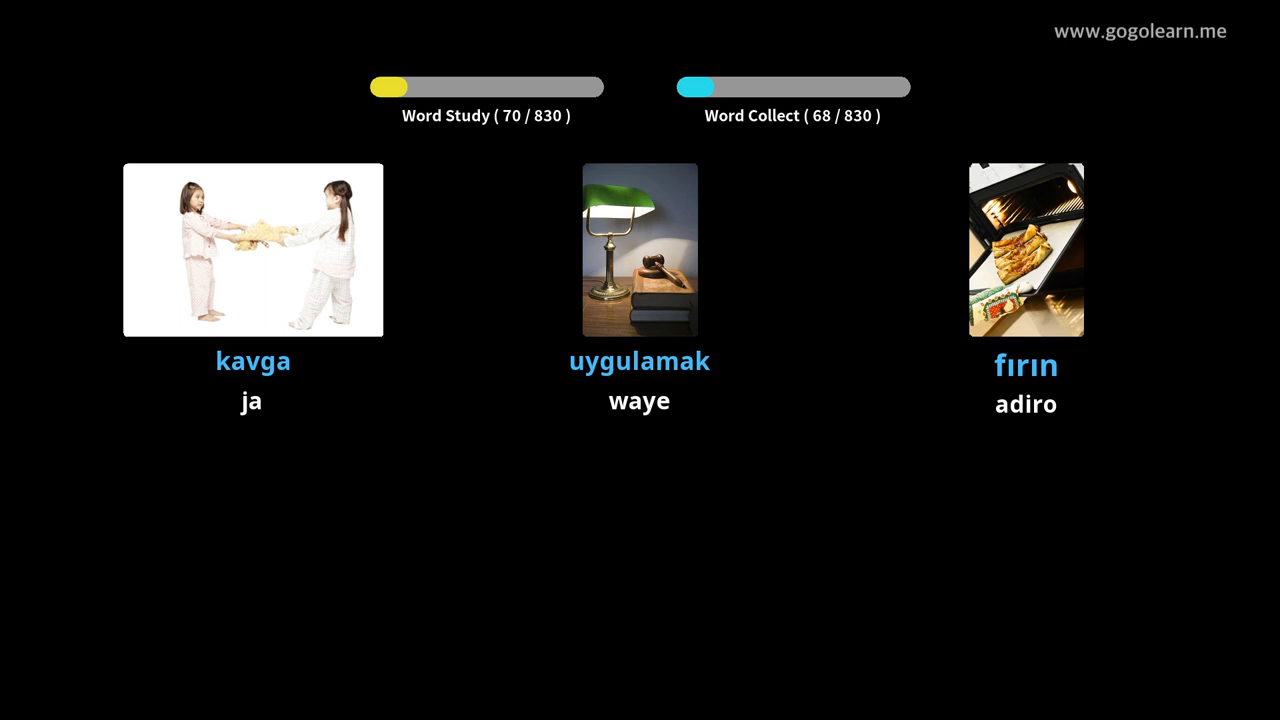 www.gogolearn.me
Word Study ( 70 / 830 )
Word Collect ( 68 / 830 )
kavga
ja
uygulamak
waye
fırın
adiro